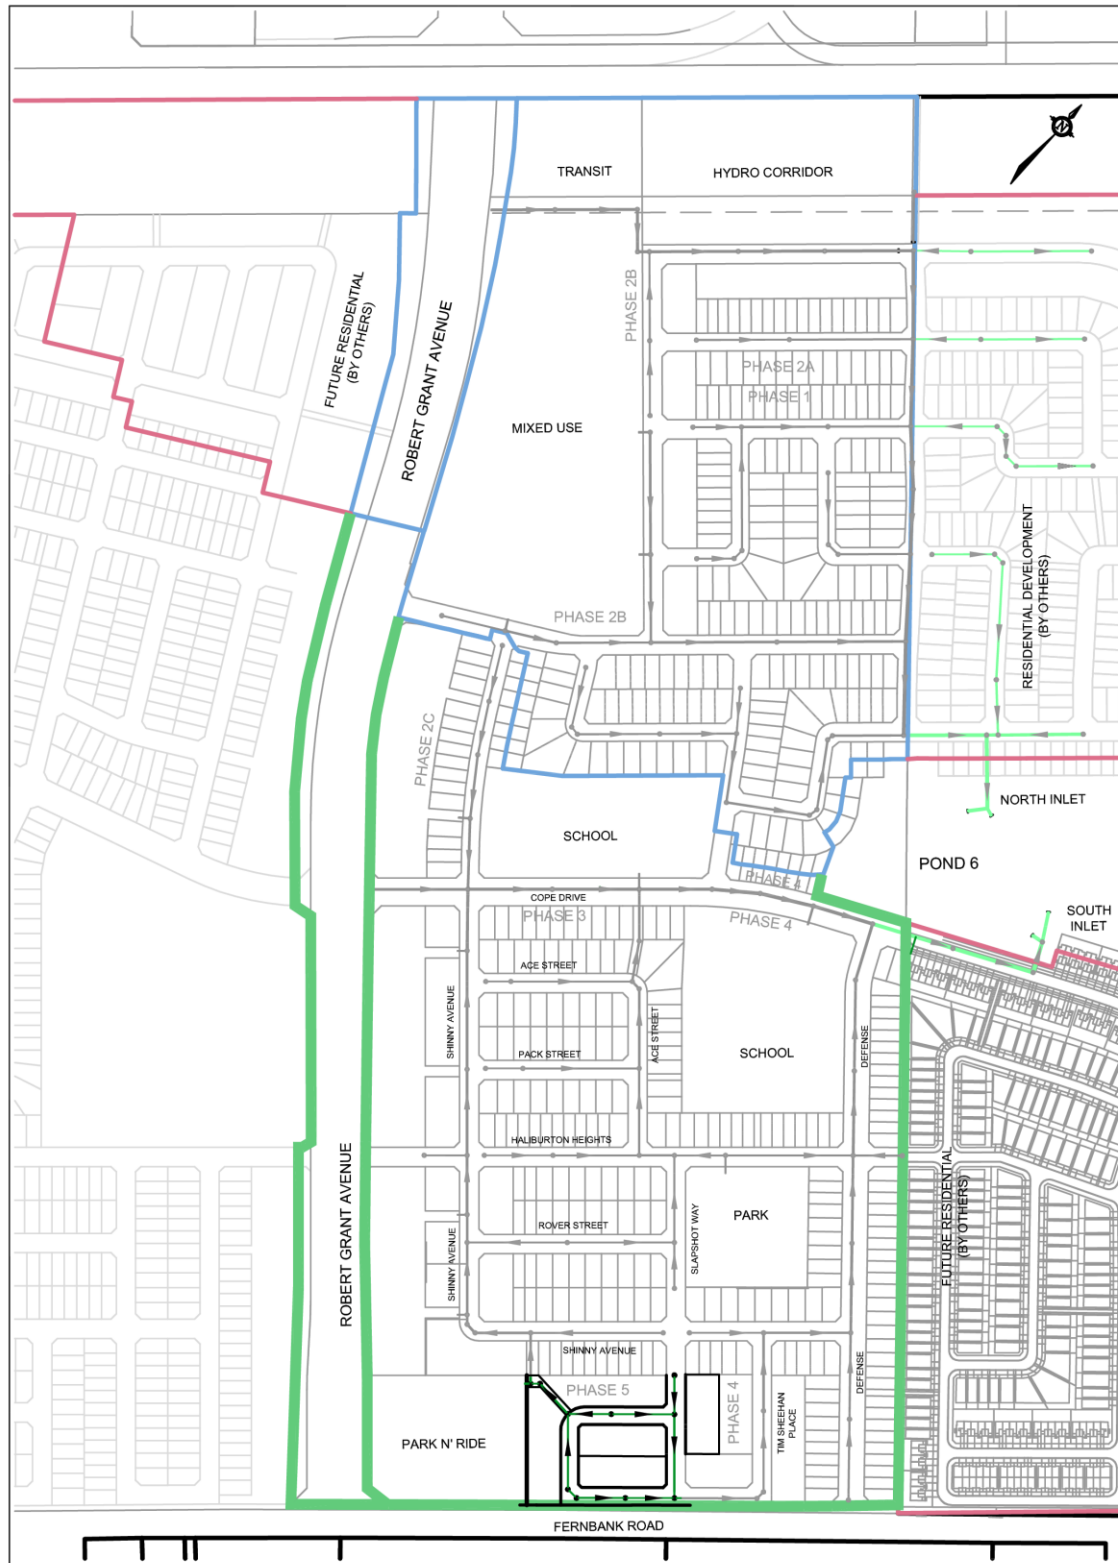 TRANSIT
HYDRO CORRIDOR
PHASE 2B
FUTURE RESIDENTIAL
(BY OTHERS)
ROBERT GRANT AVENUE
PHASE 2A
PHASE 1
MIXED USE
RESIDENTIAL DEVELOPMENT
(BY OTHERS)
PHASE 2B
PHASE 2C
NORTH INLET
SCHOOL
POND 6
PHASE 4
COPE DRIVE
PHASE 3
PHASE 4
SOUTH
INLET
ACE STREET
SHINNY AVENUE
ACE STREET
DEFENSE
PACK STREET
SCHOOL
HALIBURTON HEIGHTS
ROBERT GRANT AVENUE
FUTURE RESIDENTIAL
(BY OTHERS)
SLAPSHOT WAY
PARK
ROVER STREET
SHINNY AVENUE
SHINNY AVENUE
DEFENSE
PHASE 5
PHASE 4
TIM SHEEHAN
PLACE
PARK N' RIDE
FERNBANK ROAD